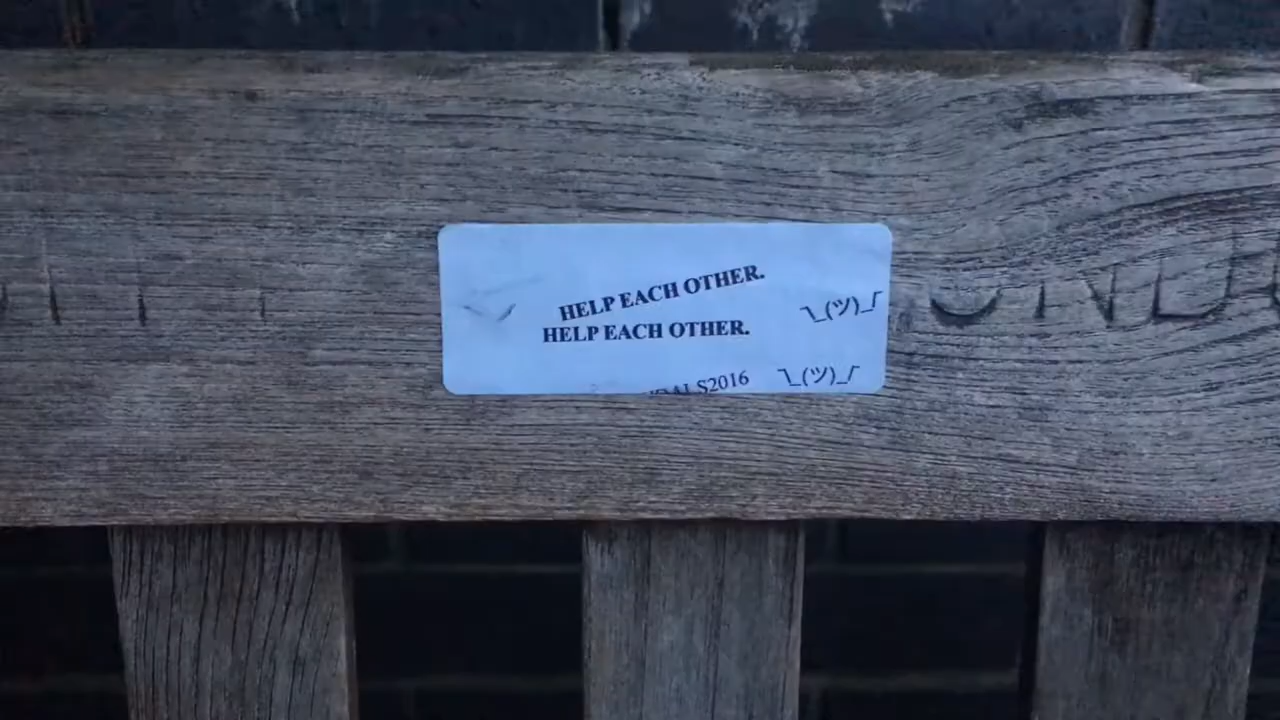 HELP EACH OTHER.
HELP EACH OTHER. ¯\_(ツ)_/¯
S2016 ¯\_(ツ)_/¯